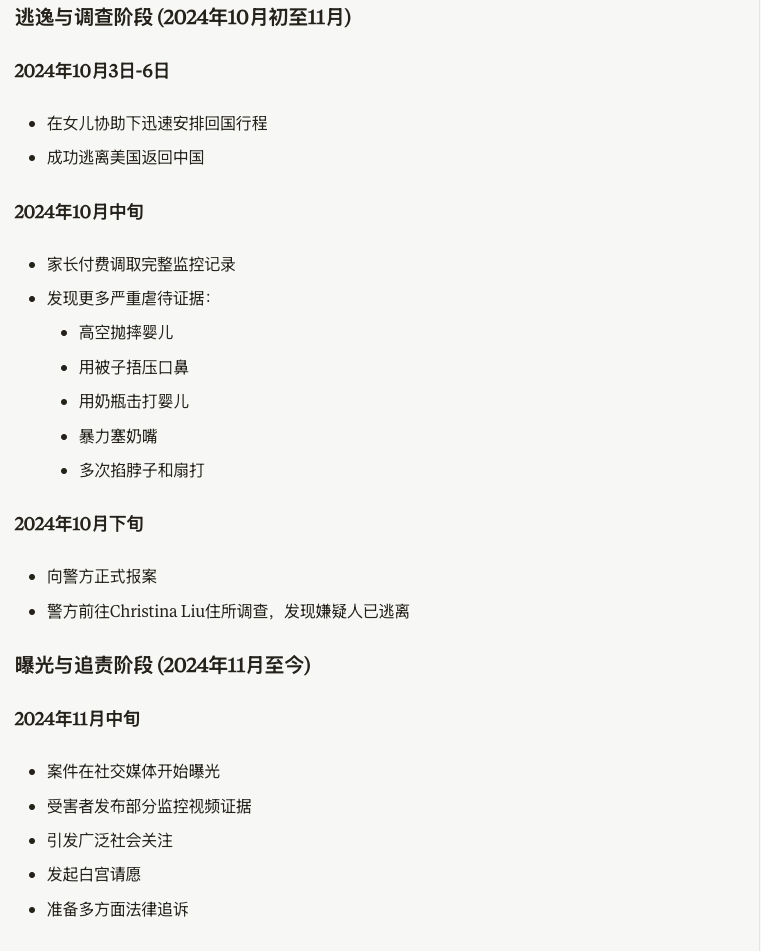 逃逸与调查阶段 (2024年10月初至11月)
2024年10月3日-6日
在女儿协助下迅速安排回国行程
成功逃离美国返回中国
2024年10月中旬
家长付费调取完整监控记录
发现更多严重虐待证据：
高空抛摔婴儿
用被子捂压口鼻
用奶瓶击打婴儿
暴力塞奶嘴
多次掐脖子和扇打
2024年10月下旬
向警方正式报案
警方前往Christina Liu住所调查，发现嫌疑人已逃离
曝光与追责阶段 (2024年11月至今)
2024年11月中旬
案件在社交媒体开始曝光
受害者发布部分监控视频证据
引发广泛社会关注
发起白宫请愿
准备多方面法律追诉